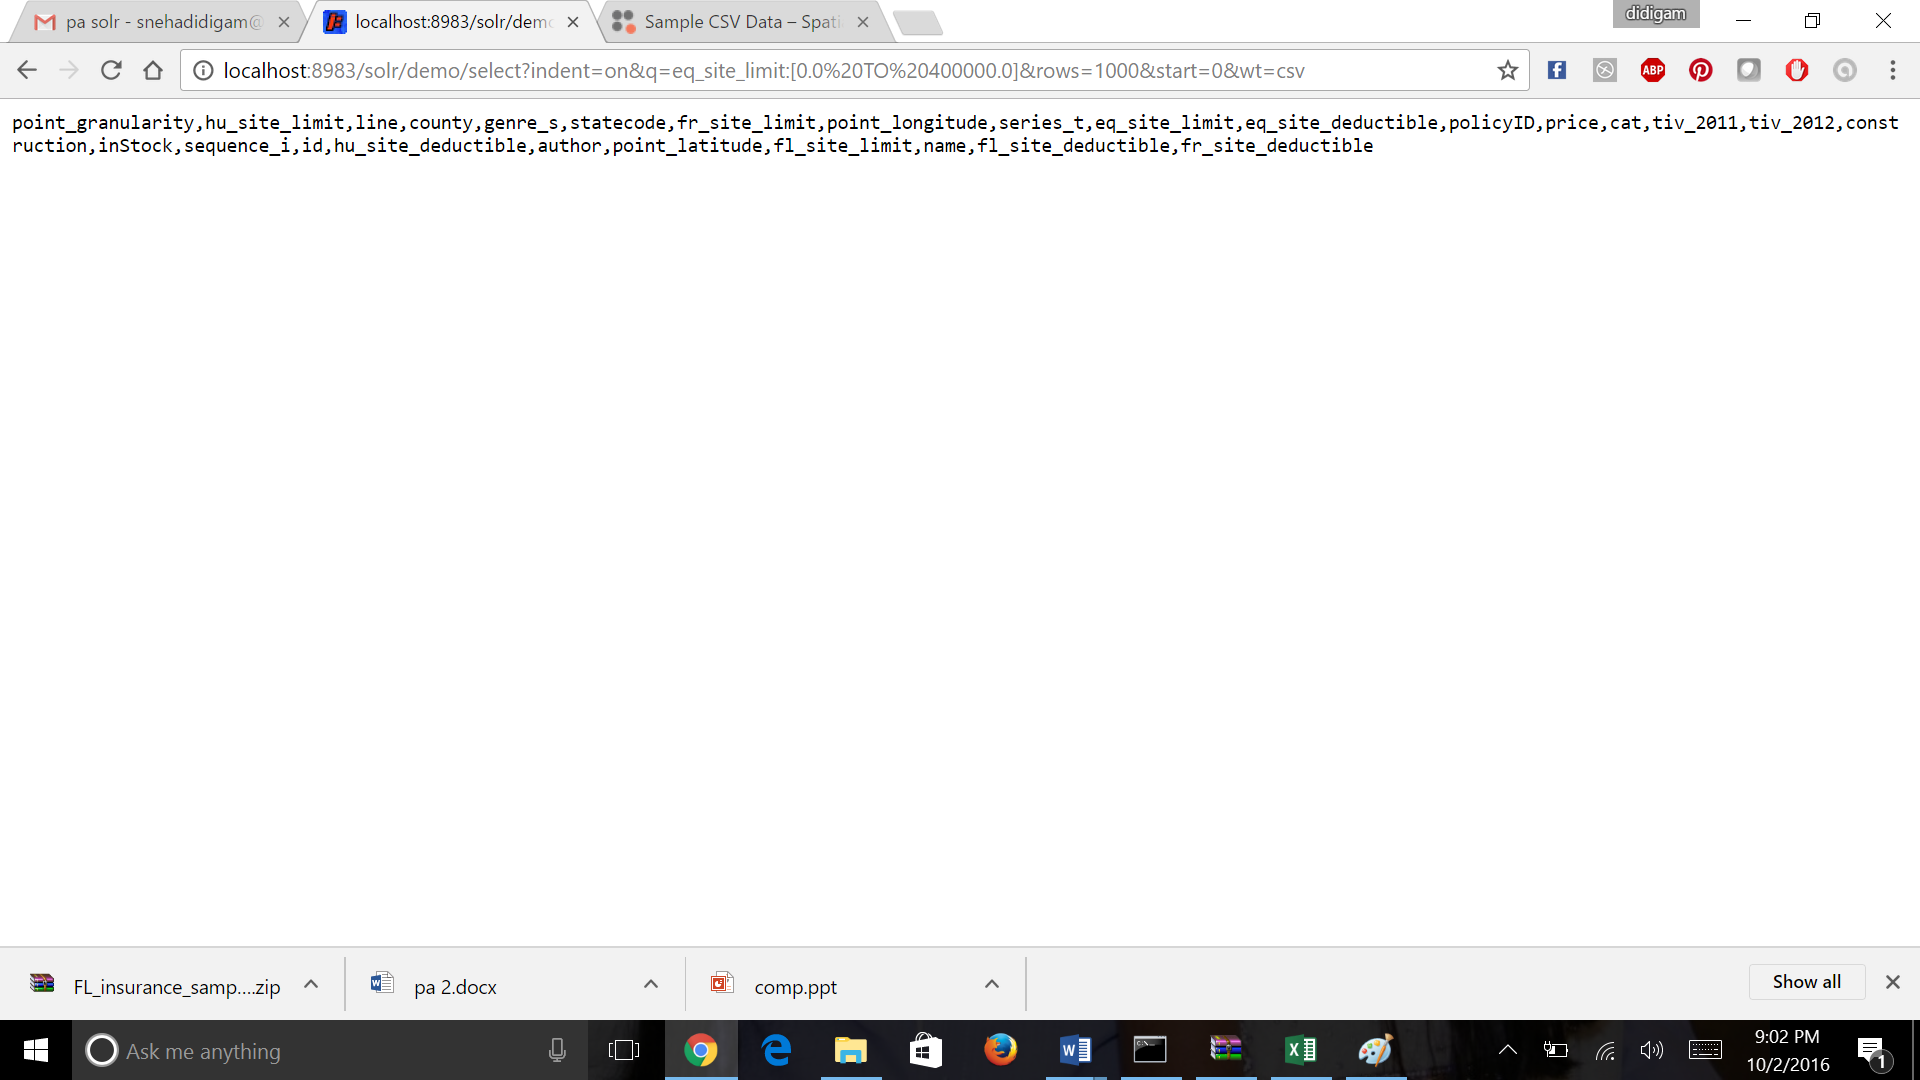 pa solr - snehadidigam@
localhost:8983/solr/demo
Sample CSV Data – Spati
didigam
localhost:8983/solr/demo/select?indent=on&q=eq_site_limit:[0.0%20TO%20400000.0]&rows=1000&start=0&wt=csv
ABP
point_granularity,hu_site_limit,line,county,genre_s,statecode,fr_site_limit,point_longitude,series_t,eq_site_limit,eq_site_deductible,policyID,price,cat,tiv_2011,tiv_2012,const
ruction,inStock,sequence_i,id,hu_site_deductible,author,point_latitude,fl_site_limit,name,fl_site_deductible,fr_site_deductible
FL_insurance_samp....zip
pa 2.docx
comp.ppt
Show all
Ask me anything
9:02 PM
10/2/2016
1